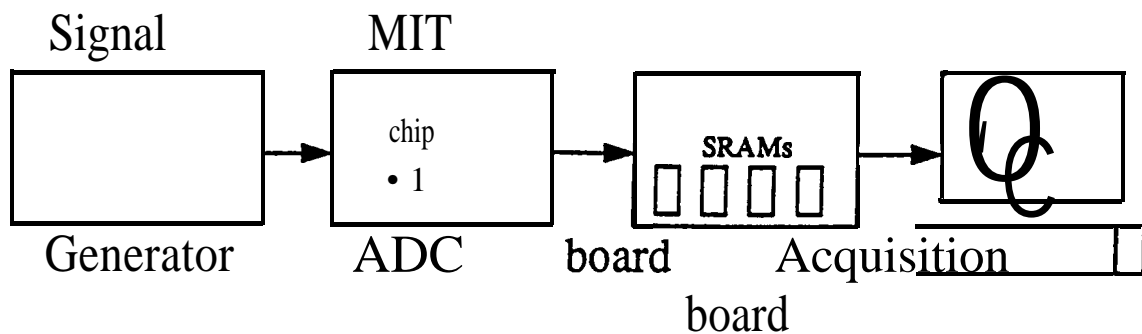 Signal MIT
chip
SRAMs
• 1
Generator ADC board Acquisition
board